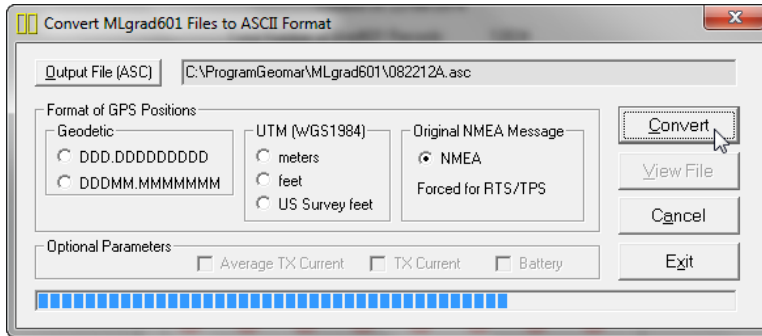 Convert MLgrad601 Files to ASCII Format
Output File (ASC)
C:\ProgramGeomar\MLgrad601\082212A.asc
Format of GPS Positions
Geodetic
DDD.DDDDDDDDD
DDDMM.MMMMMMM
UTM (WGS1984)
meters
feet
US Survey feet
Original NMEA Message
NMEA
Forced for RTS/TPS
Convert
View File
Cancel
Exit
Optional Parameters
Average TX Current
TX Current
Battery